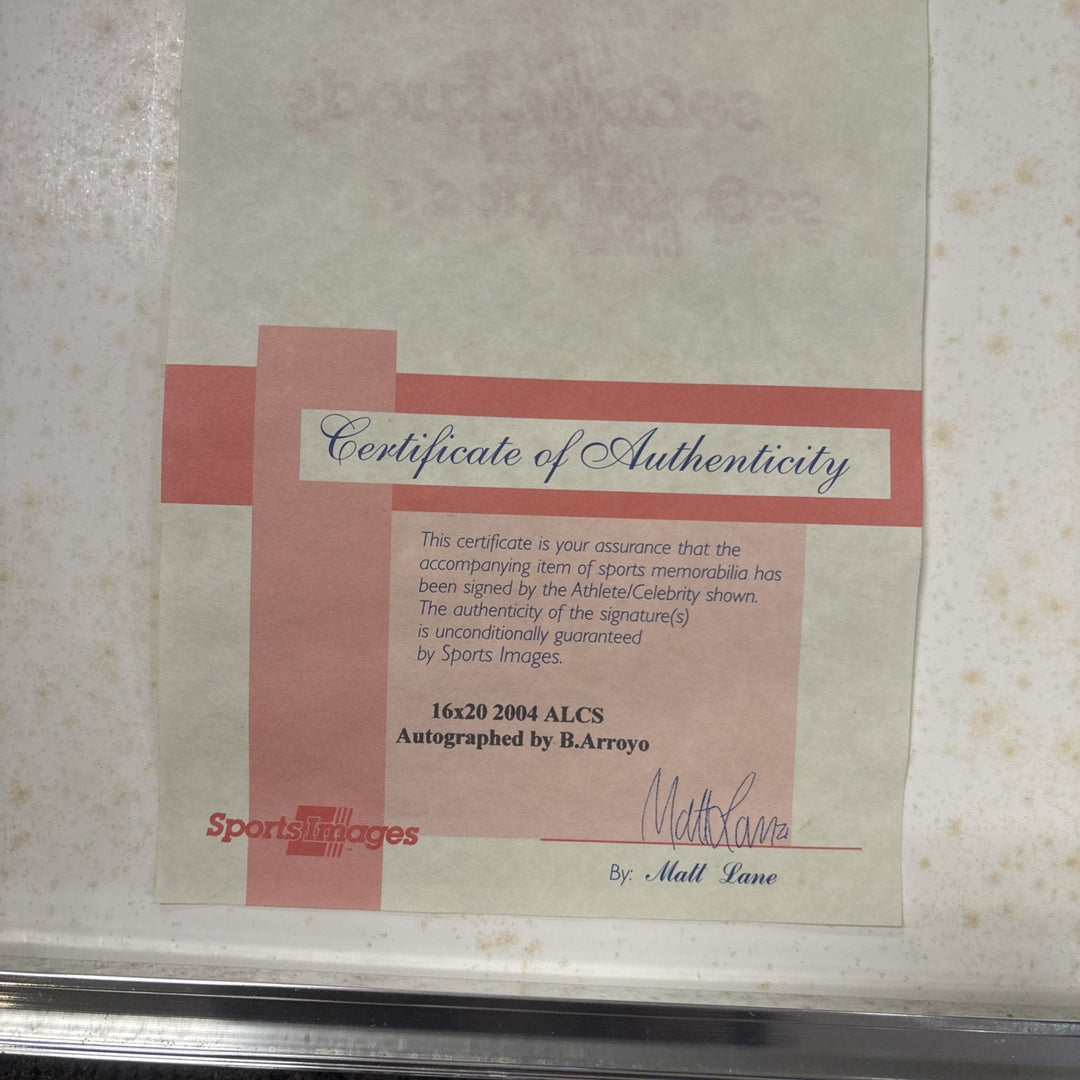 Certificate of Authenticity
This certificate is your assurance that the
accompanying item of sports memorabilia has
been signed by the Athlete/Celebrity shown.
The authenticity of the signature(s)
is unconditionally guaranteed
by Sports Images.
16x20 2004 ALCS
Autographed by B.Arroyo
Sports Images
Matt Lane
By: Matt Lane